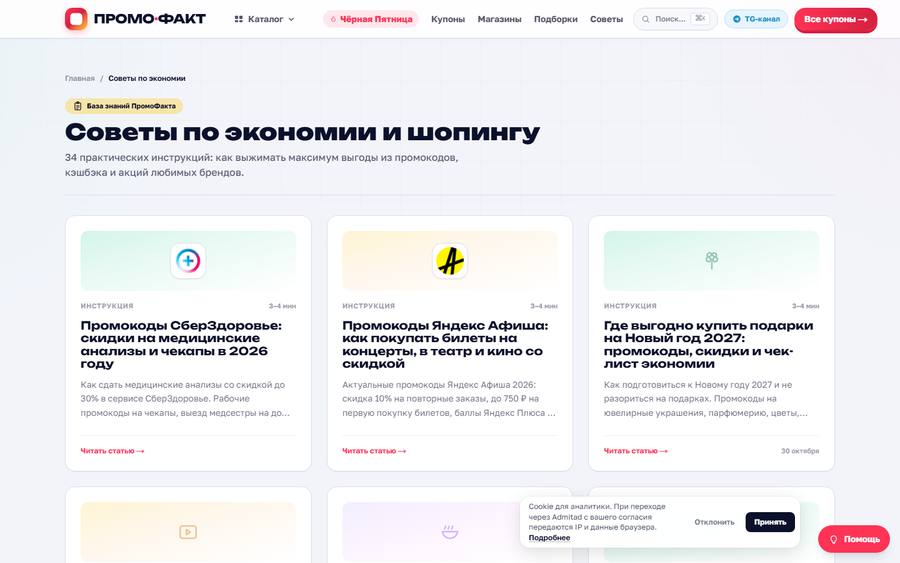 ПРОМО·ФАКТ
Каталог
Чёрная Пятница
Купоны
Магазины
Подборки
Советы
Поиск...
⌘K
TG-канал
Все купоны →
Главная / Советы по экономии
База знаний ПромоФакта
Советы по экономии и шопингу
34 практических инструкций: как выжимать максимум выгоды из промокодов,
кэшбэка и акций любимых брендов.
ИНСТРУКЦИЯ
3–4 мин
Промокоды СберЗдоровье:
скидки на медицинские
анализы и чекапы в 2026
году
Как сдать медицинские анализы со скидкой до
30% в сервисе СберЗдоровье. Рабочие
промокоды на чекапы, выезд медсестры на до...
Читать статью →
ИНСТРУКЦИЯ
3–4 мин
Промокоды Яндекс Афиша:
как покупать билеты на
концерты, в театр и кино со
скидкой
Актуальные промокоды Яндекс Афиша 2026:
скидка 10% на повторные заказы, до 750 ₽ на
первую покупку билетов, баллы Яндекс Плюса ...
Читать статью →
ИНСТРУКЦИЯ
3–4 мин
Где выгодно купить подарки
на Новый год 2027:
промокоды, скидки и чек-
лист экономии
Как подготовиться к Новому году 2027 и не
разориться на подарках. Промокоды на
ювелирные украшения, парфюмерию, цветы,...
Читать статью →
30 октября
Cookie для аналитики. При переходе
через Admitad с вашего согласия
передаются IP и данные браузера.
Подробнее
Отклонить
Принять
Помощь